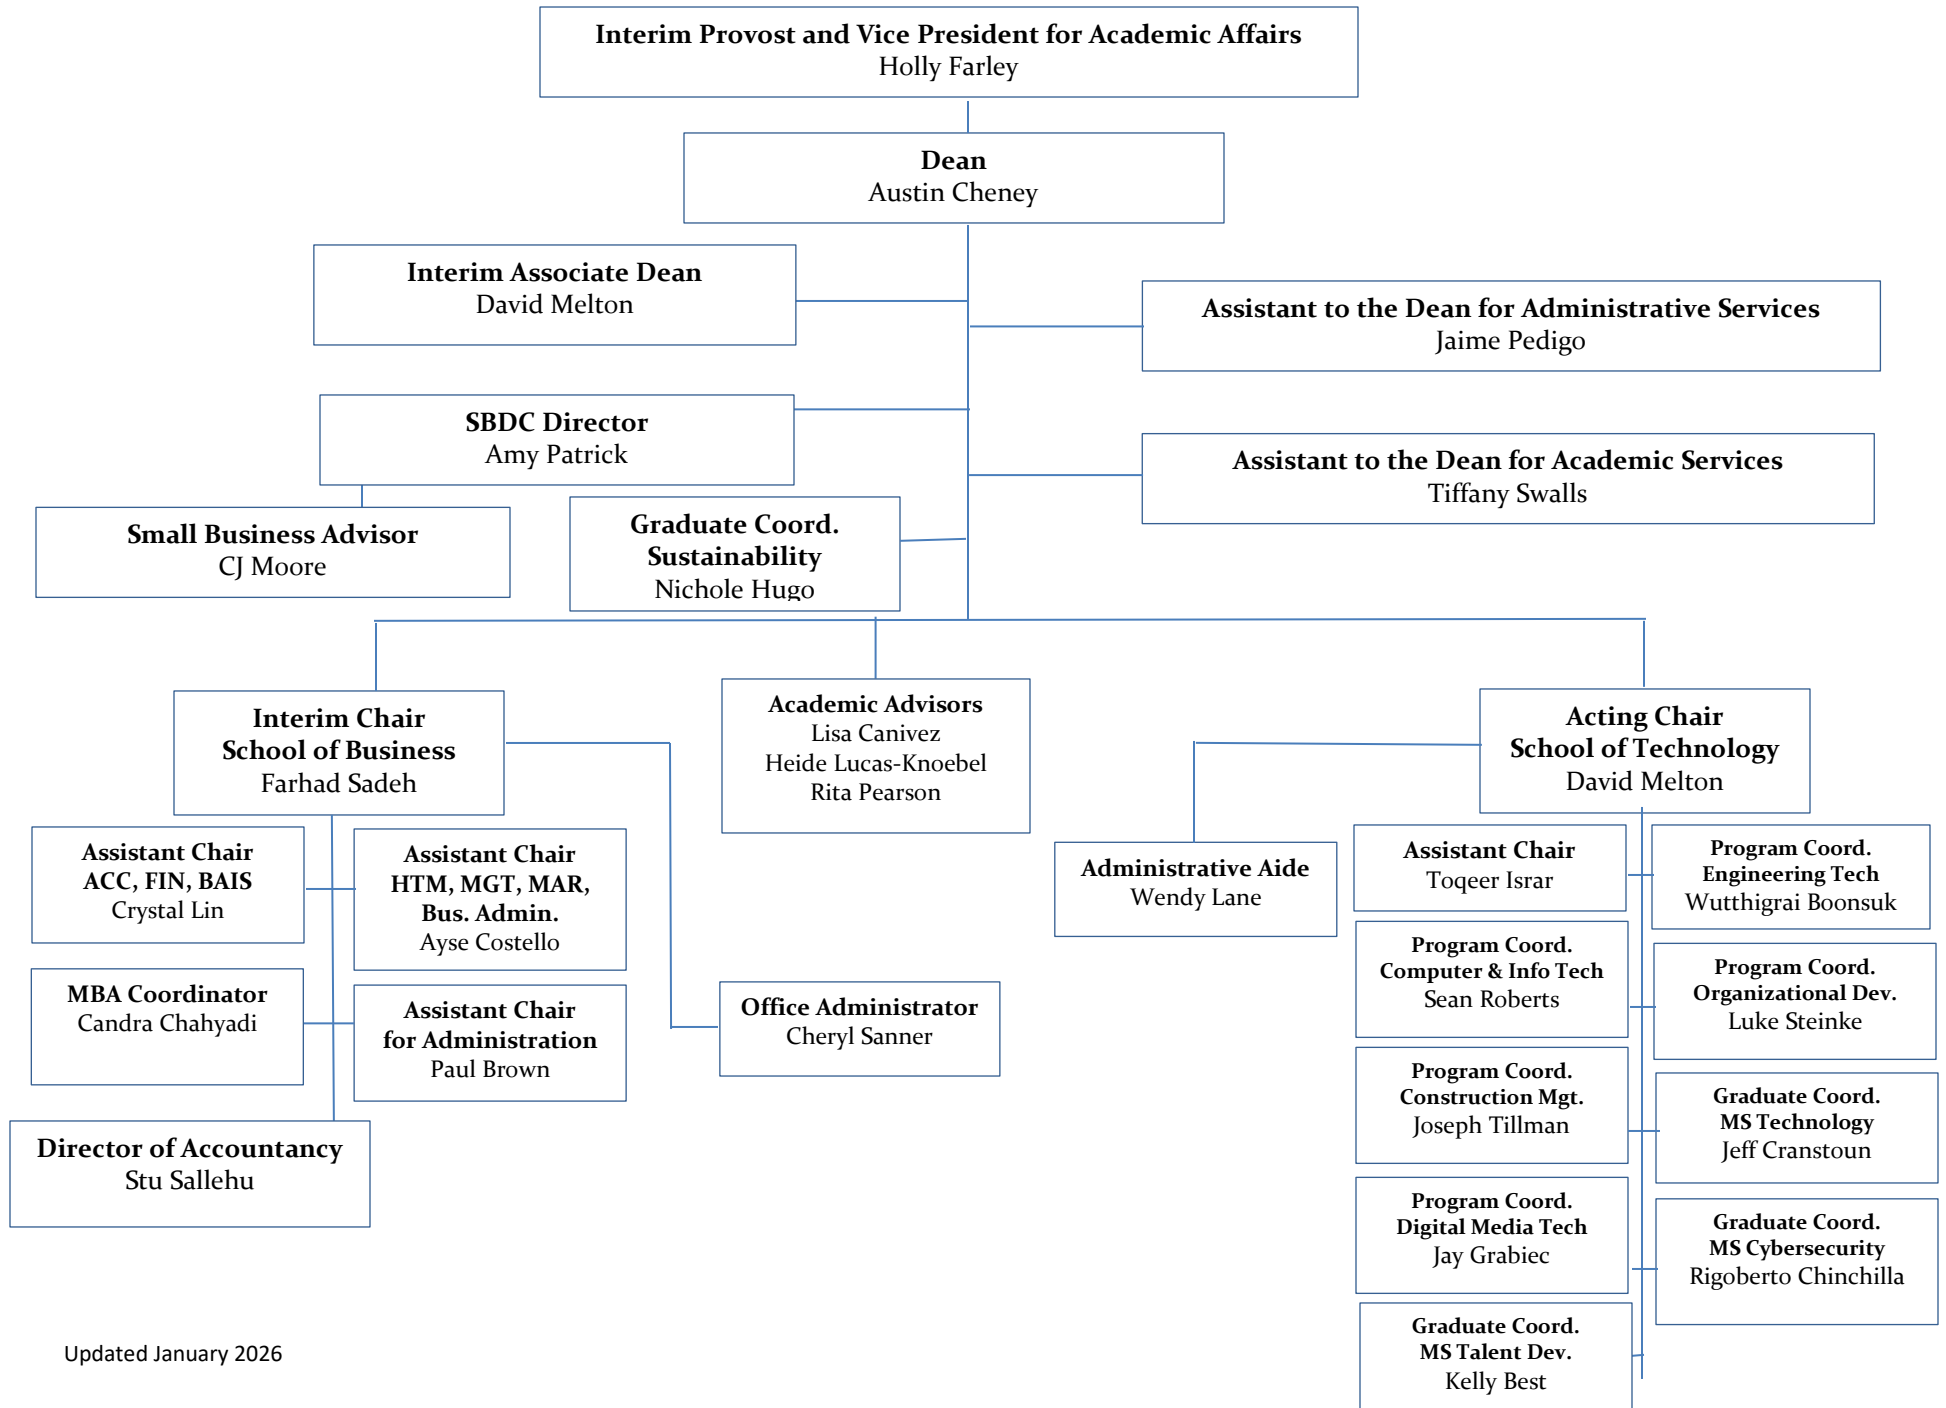 Interim Provost and Vice President for Academic Affairs
Holly Farley
Dean
Austin Cheney
Interim Associate Dean
David Melton
Assistant to the Dean for Administrative Services
Jaime Pedigo
SBDC Director
Amy Patrick
Assistant to the Dean for Academic Services
Tiffany Swalls
Small Business Advisor
CJ Moore
Graduate Coord.
Sustainability
Nichole Hugo
Interim Chair
School of Business
Farhad Sadeh
Academic Advisors
Lisa Canivez
Heide Lucas-Knoebel
Rita Pearson
Acting Chair
School of Technology
David Melton
Assistant Chair
ACC, FIN, BAIS
Crystal Lin
Assistant Chair
HTM, MGT, MAR,
Bus. Admin.
Ayse Costello
Administrative Aide
Wendy Lane
Assistant Chair
Toqeer Israr
Program Coord.
Engineering Tech
Wutthigrai Boonsuk
MBA Coordinator
Candra Chahyadi
Assistant Chair
for Administration
Paul Brown
Office Administrator
Cheryl Sanner
Program Coord.
Computer & Info Tech
Sean Roberts
Program Coord.
Organizational Dev.
Luke Steinke
Program Coord.
Construction Mgt.
Joseph Tillman
Graduate Coord.
MS Technology
Jeff Cranstoun
Director of Accountancy
Stu Sallehu
Program Coord.
Digital Media Tech
Jay Grabiec
Graduate Coord.
MS Cybersecurity
Rigoberto Chinchilla
Graduate Coord.
MS Talent Dev.
Kelly Best
Updated January 2026